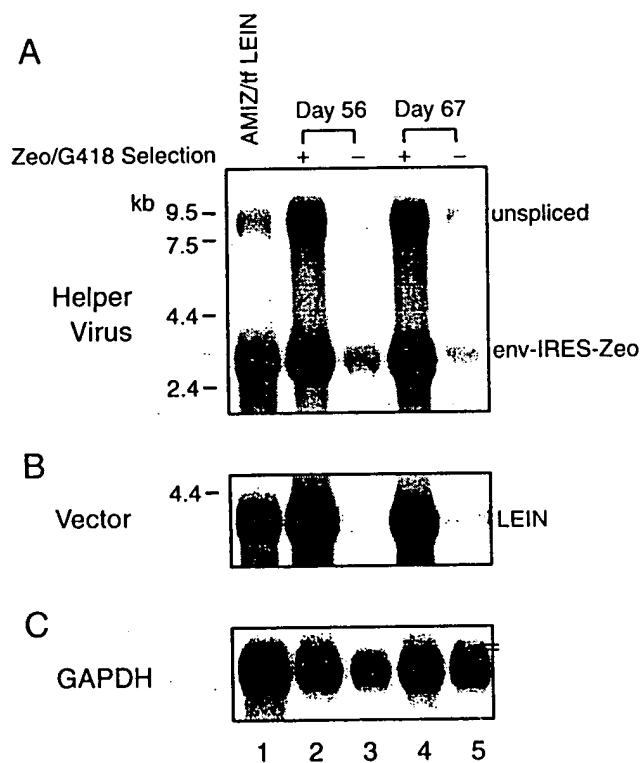 A
AMIZ/tf LEIN
Day 56 Day 67
Zeo/G418 Selection + – + –
kb 9.5 –
unspliced
7.5 –
Helper Virus
4.4 –
env-IRES-Zeo
2.4 –
B
4.4 –
Vector
LEIN
C
GAPDH
1 2 3 4 5